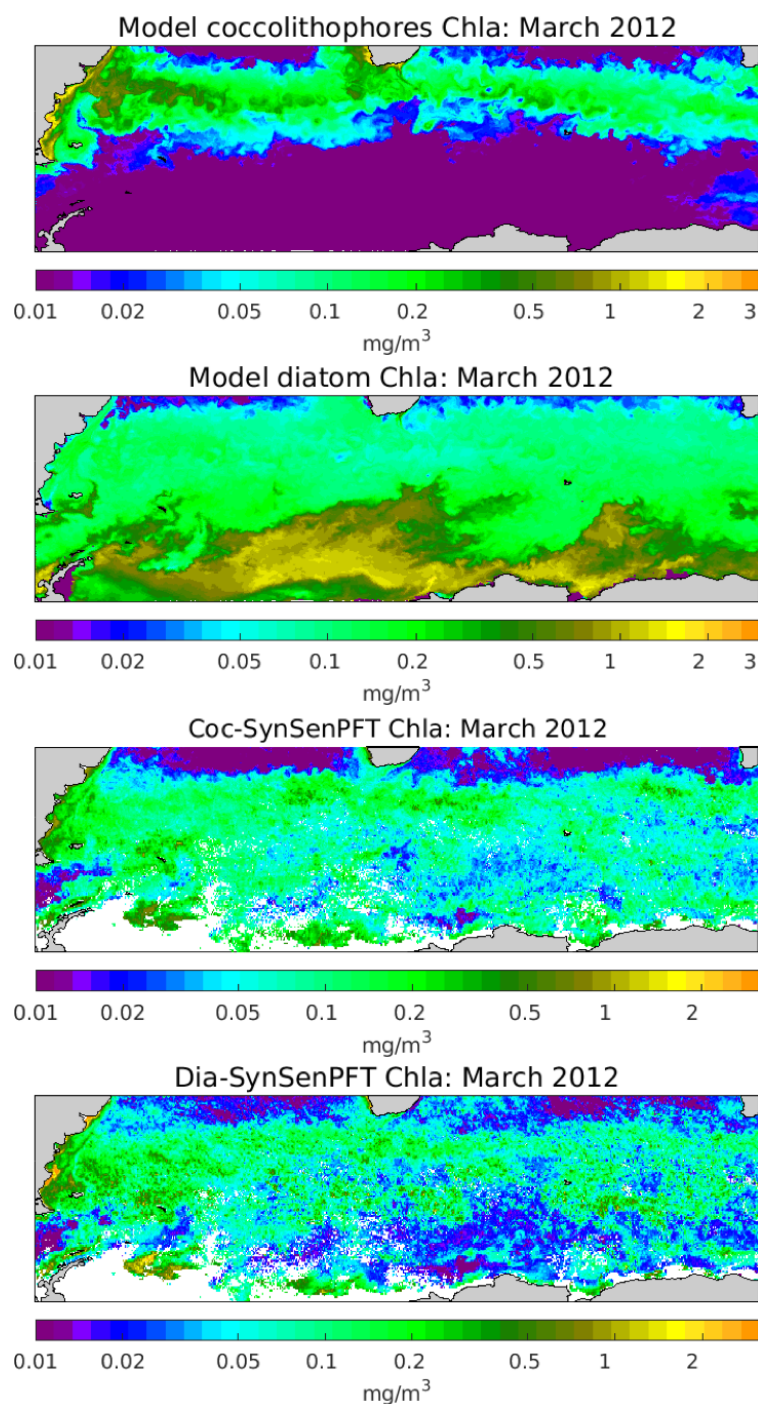 Model coccolithophores Chla: March 2012
0.01 0.02 0.05 0.1 0.2 0.5 1 2 3
mg/m³
Model diatom Chla: March 2012
0.01 0.02 0.05 0.1 0.2 0.5 1 2 3
mg/m³
Coc-SynSenPFT Chla: March 2012
0.01 0.02 0.05 0.1 0.2 0.5 1 2
mg/m³
Dia-SynSenPFT Chla: March 2012
0.01 0.02 0.05 0.1 0.2 0.5 1 2
mg/m³